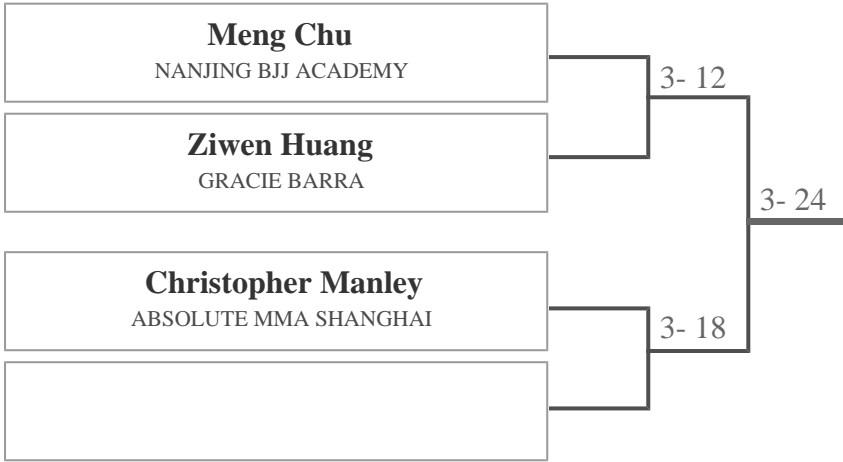 Meng Chu
NANJING BJJ ACADEMY
3- 12
Ziwen Huang
GRACIE BARRA
3- 24
Christopher Manley
ABSOLUTE MMA SHANGHAI
3- 18